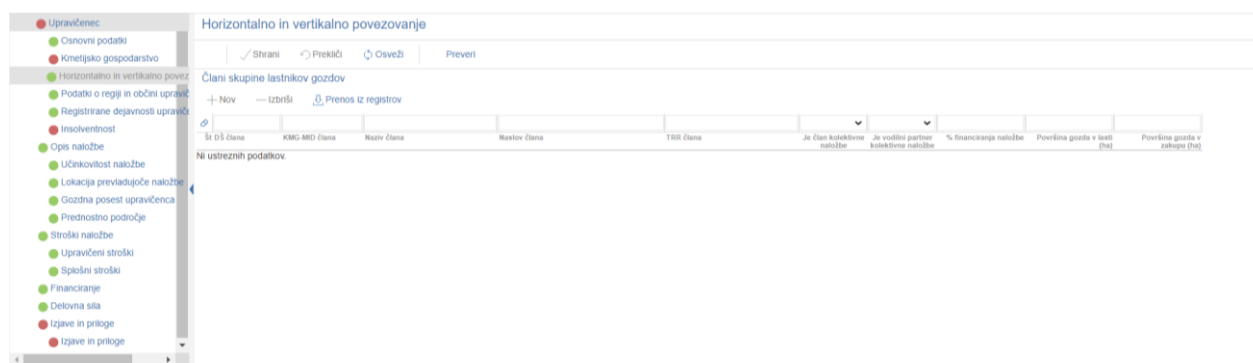 Upravičenec
Osnovni podatki
Kmetijsko gospodarstvo
Horizontalno in vertikalno povez
Podatki o regiji in občini upravič
Registrirane dejavnosti upraviče
Insolventnost
Opis naložbe
Učinkovitost naložbe
Lokacija prevladujoče naložbe
Gozdna posest upravičenca
Prednostno področje
Stroški naložbe
Upravičeni stroški
Splošni stroški
Financiranje
Delovna sila
Izjave in priloge
Izjave in priloge
Horizontalno in vertikalno povezovanje
Shrani Prekliči Osveži Preveri
Člani skupine lastnikov gozdov
Nov Izbriši Prenos iz registrov
Št DŠ člana KMG-MID člana Naziv člana Naslov člana TRR člana Je član kolektivne Je vodilni partner % financiranja naložbe Površina gozda v lasti Površina gozda v
naložbe kolektivne naložbe (ha) zakupu (ha)
Ni ustreznih podatkov.